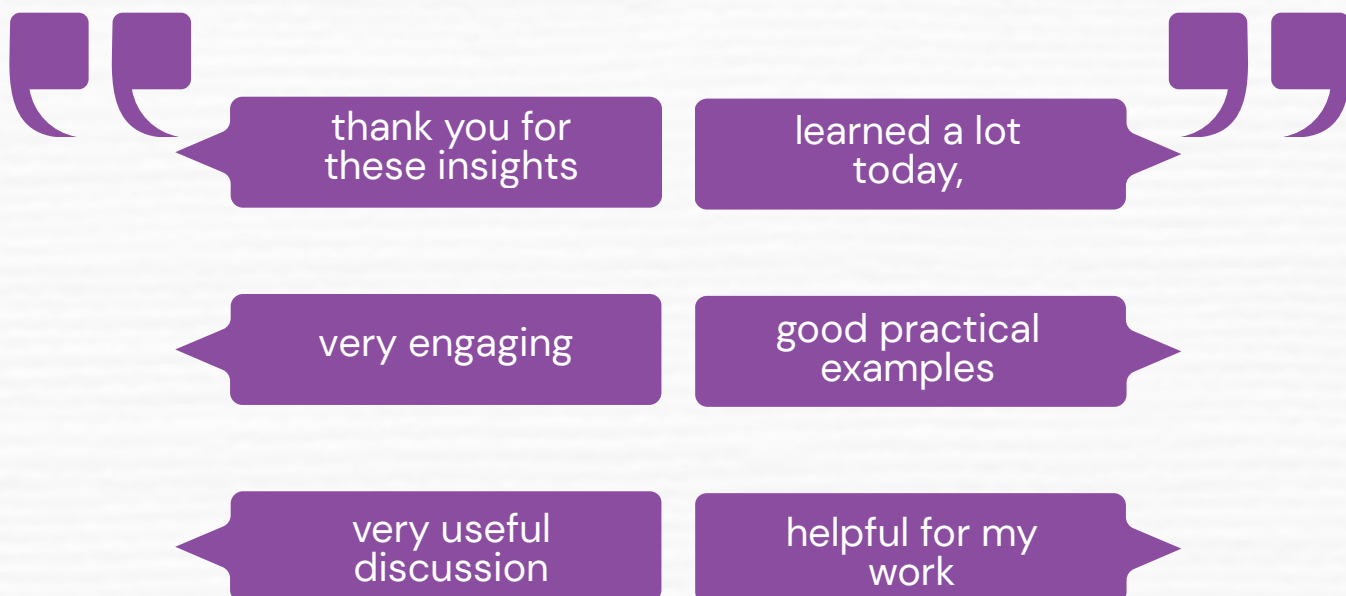 thank you for
these insights
learned a lot
today,
very engaging
good practical
examples
very useful
discussion
helpful for my
work